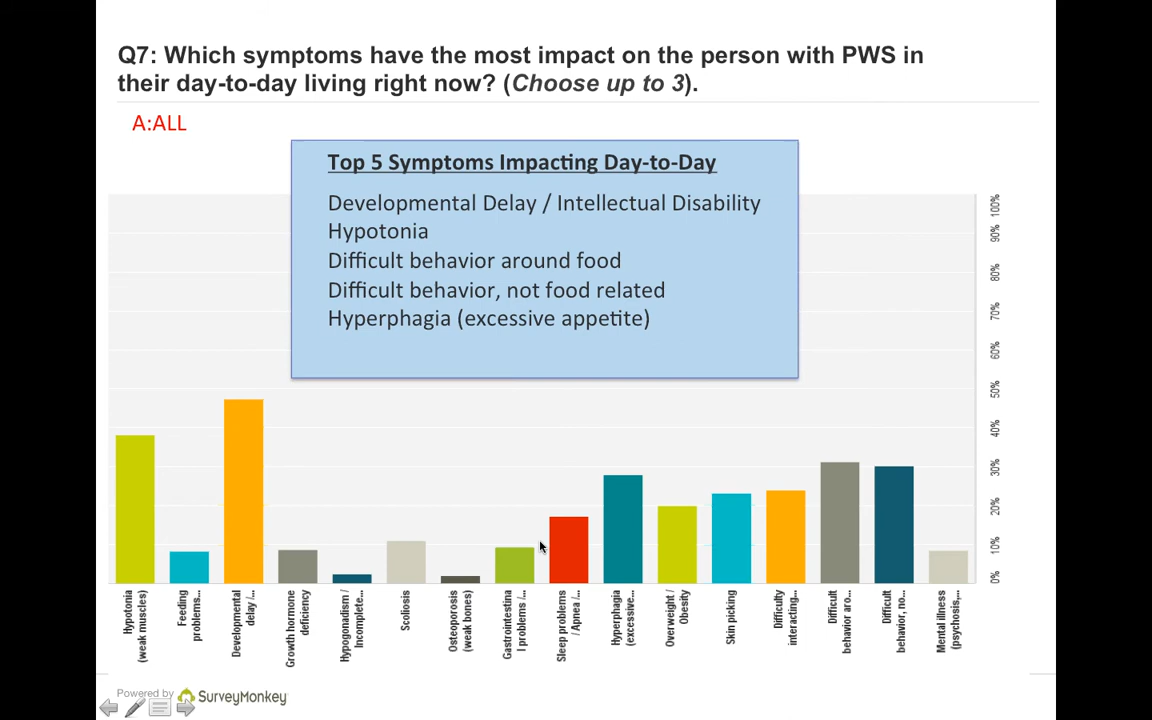 Q7: Which symptoms have the most impact on the person with PWS in
their day-to-day living right now? (Choose up to 3).
A:ALL
Top 5 Symptoms Impacting Day-to-Day
Developmental Delay / Intellectual Disability
Hypotonia
Difficult behavior around food
Difficult behavior, not food related
Hyperphagia (excessive appetite)
100%
90%
80%
70%
60%
50%
40%
30%
20%
10%
0%
Hypotonia
(weak muscles)
Feeding
problems...
Developmental
delay /...
Growth hormone
deficiency
Hypogonadism /
Incomplete...
Scoliosis
Osteoporosis
(weak bones)
Gastrointestina
l problems /...
Sleep problems
/ Apnea /...
Hyperphagia
(excessive...
Overweight /
Obesity
Skin picking
Difficulty
interacting...
Difficult
behavior aro...
Difficult
behavior, no...
Mental illness
(psychosis,...
Powered by
SurveyMonkey